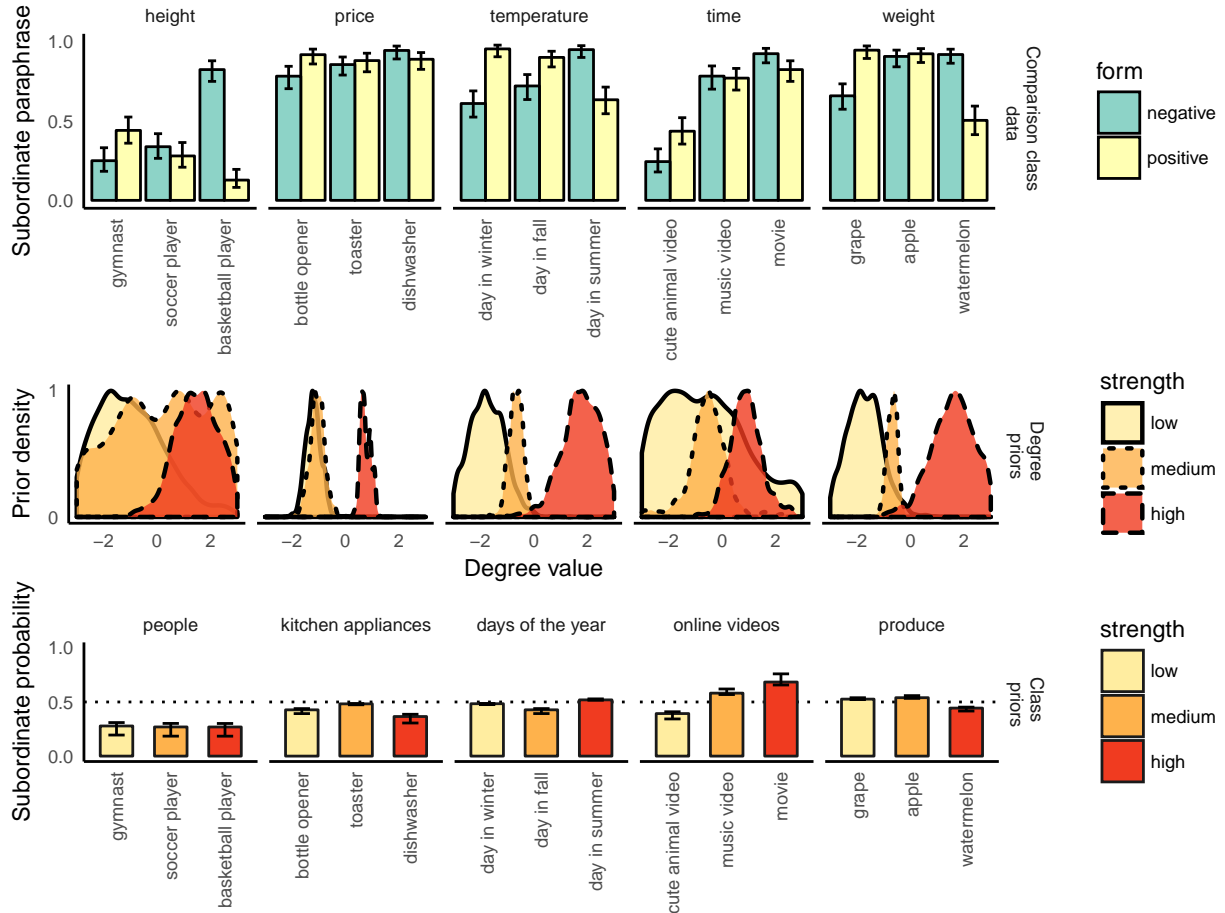 height price temperature time weight
Subordinate paraphrase
1.0
0.5
0.0
gymnast
soccer player
basketball player
bottle opener
toaster
dishwasher
day in winter
day in fall
day in summer
cute animal video
music video
movie
grape
apple
watermelon
Comparison class
data
form
negative
positive
Prior density
1
0
−2 0 2 −2 0 2 −2 0 2 −2 0 2 −2 0 2
Degree value
Degree
priors
strength
low
medium
high
Subordinate probability
people kitchen appliances days of the year online videos produce
1.0
0.5
0.0
gymnast
soccer player
basketball player
bottle opener
toaster
dishwasher
day in winter
day in fall
day in summer
cute animal video
music video
movie
grape
apple
watermelon
Class
priors
strength
low
medium
high